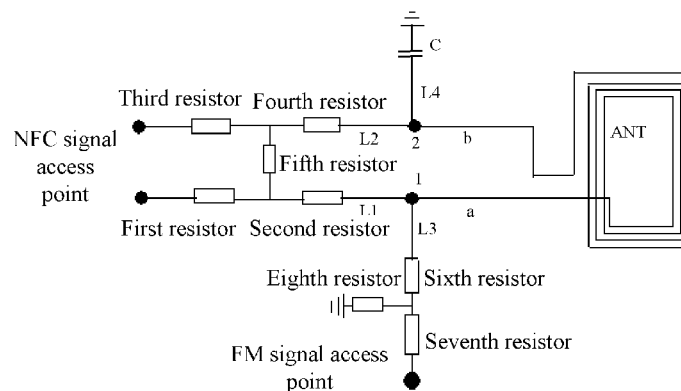 C
L4
Third resistor
Fourth resistor
NFC signal
access
point
L2
2
b
ANT
Fifth resistor
1
First resistor
Second resistor
L1
a
L3
Eighth resistor
Sixth resistor
Seventh resistor
FM signal access
point